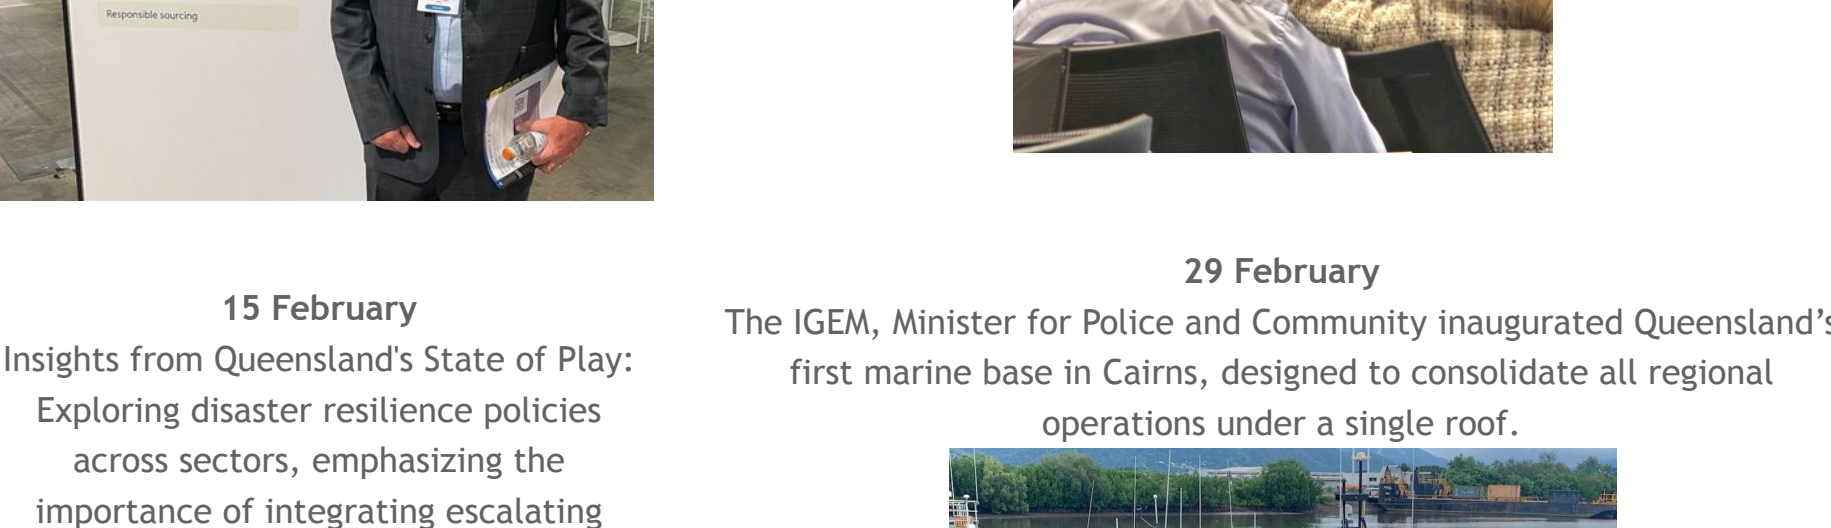 Responsible sourcing
15 February
Insights from Queensland's State of Play:
Exploring disaster resilience policies
across sectors, emphasizing the
importance of integrating escalating
29 February
The IGEM, Minister for Police and Community inaugurated Queensland’s
first marine base in Cairns, designed to consolidate all regional
operations under a single roof.